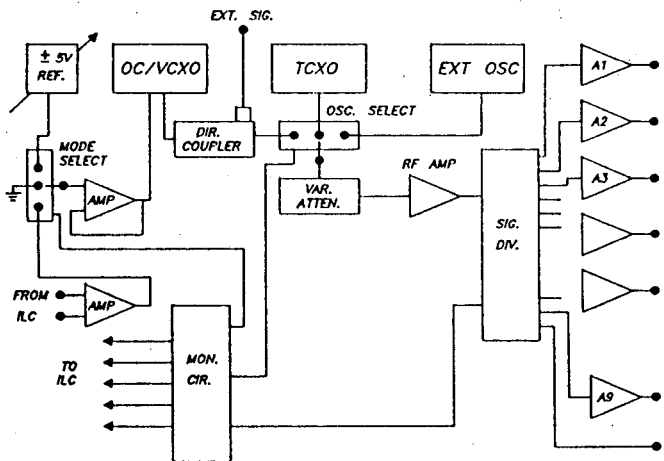 EXT. SIG.
± 5V
REF.
OC/VCXO
TCXO
EXT OSC
A1
OSC. SELECT
DIR.
COUPLER
A2
MODE
SELECT
RF AMP
A3
AMP
VAR.
ATTEN.
SIG.
DIV.
FROM
ILC
AMP
TO
ILC
MON.
CIR.
A9